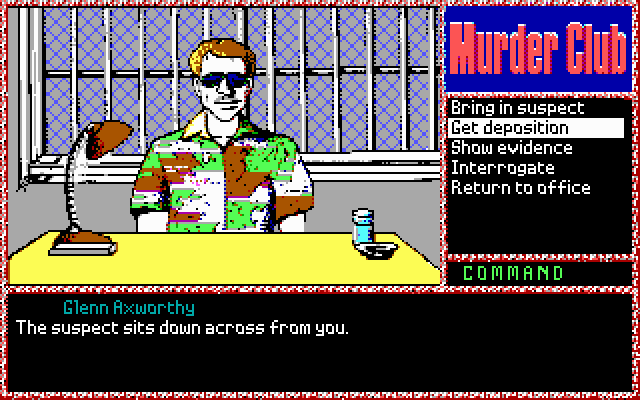 Murder Club
Bring in suspect
Get deposition
Show evidence
Interrogate
Return to office
COMMAND
Glenn Axworthy
The suspect sits down across from you.